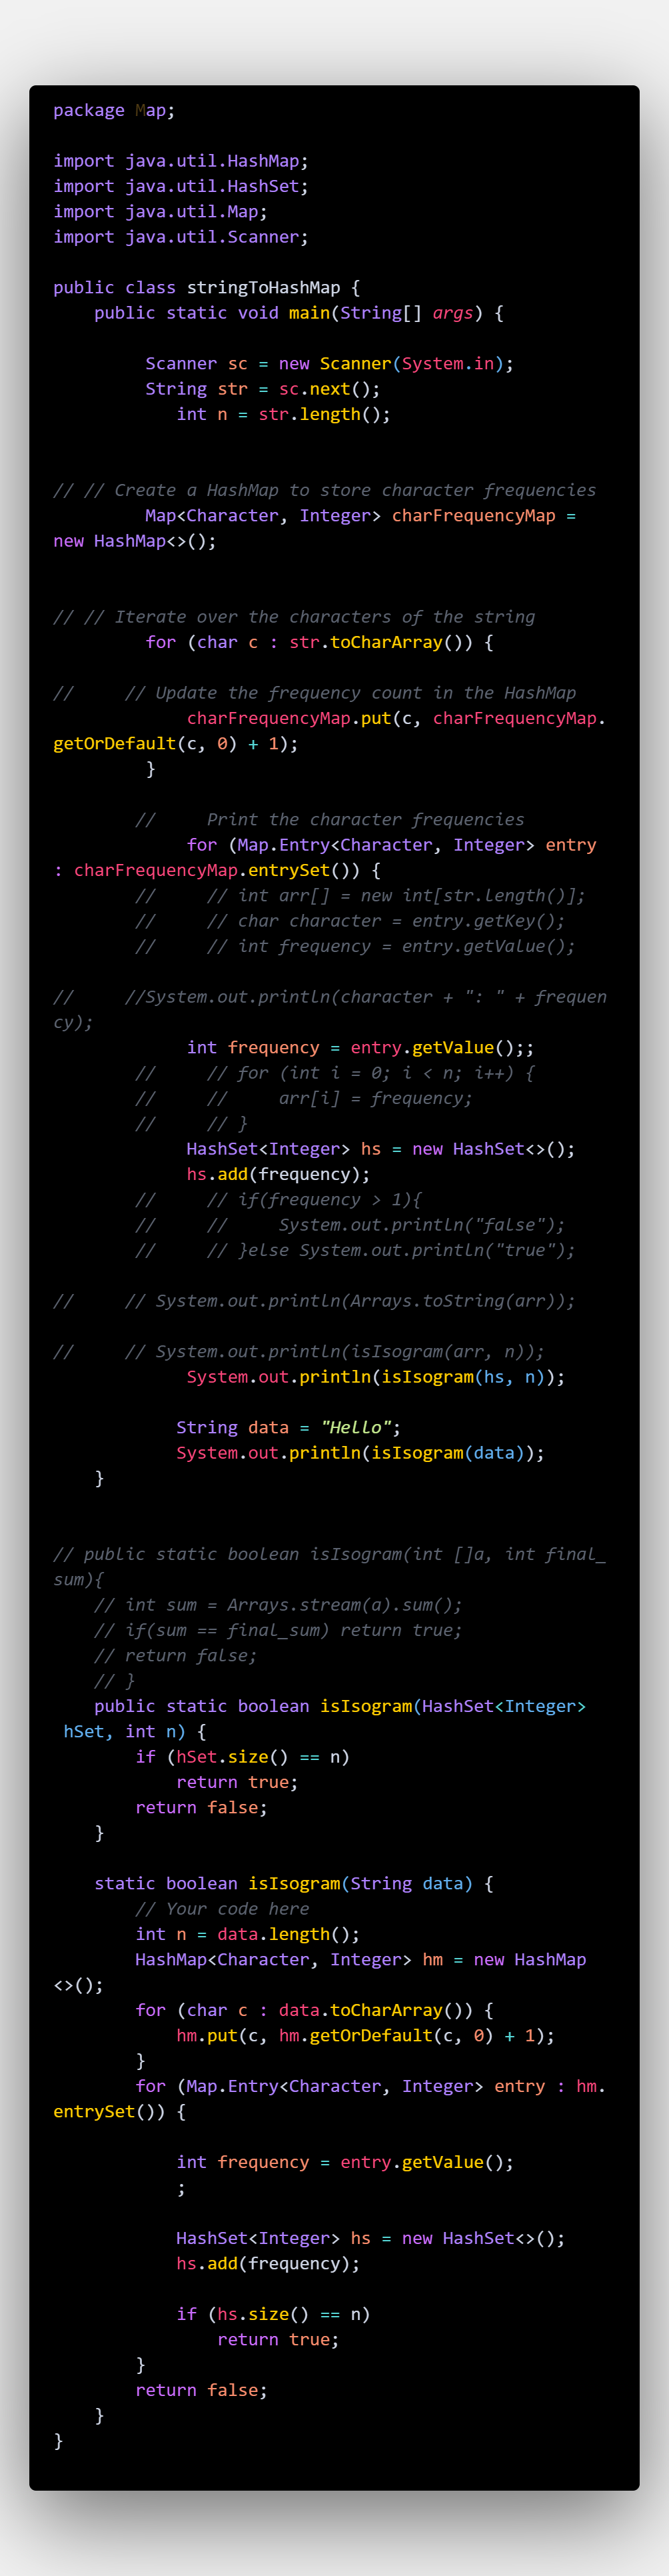 package Map;
import java.util.HashMap;
import java.util.HashSet;
import java.util.Map;
import java.util.Scanner;
public class stringToHashMap {
    public static void main(String[] args) {
         Scanner sc = new Scanner(System.in);
         String str = sc.next();
            int n = str.length();
// // Create a HashMap to store character frequencies
         Map<Character, Integer> charFrequencyMap =
new HashMap<>();
// // Iterate over the characters of the string
         for (char c : str.toCharArray()) {
//     // Update the frequency count in the HashMap
             charFrequencyMap.put(c, charFrequencyMap.
getOrDefault(c, 0) + 1);
         }
        //     Print the character frequencies
             for (Map.Entry<Character, Integer> entry
: charFrequencyMap.entrySet()) {
        //     // int arr[] = new int[str.length()];
        //     // char character = entry.getKey();
        //     // int frequency = entry.getValue();
//     //System.out.println(character + ": " + frequen
cy);
             int frequency = entry.getValue();;
        //     // for (int i = 0; i < n; i++) {
        //     //     arr[i] = frequency;
        //     // }
             HashSet<Integer> hs = new HashSet<>();
             hs.add(frequency);
        //     // if(frequency > 1){
        //     //     System.out.println("false");
        //     // }else System.out.println("true");
//     // System.out.println(Arrays.toString(arr));
//     // System.out.println(isIsogram(arr, n));
             System.out.println(isIsogram(hs, n));
            String data = "Hello";
            System.out.println(isIsogram(data));
    }
// public static boolean isIsogram(int []a, int final_
sum){
    // int sum = Arrays.stream(a).sum();
    // if(sum == final_sum) return true;
    // return false;
    // }
    public static boolean isIsogram(HashSet<Integer>
 hSet, int n) {
        if (hSet.size() == n)
            return true;
        return false;
    }
    static boolean isIsogram(String data) {
        // Your code here
        int n = data.length();
        HashMap<Character, Integer> hm = new HashMap
<>();
        for (char c : data.toCharArray()) {
            hm.put(c, hm.getOrDefault(c, 0) + 1);
        }
        for (Map.Entry<Character, Integer> entry : hm.
entrySet()) {
            int frequency = entry.getValue();
            ;
            HashSet<Integer> hs = new HashSet<>();
            hs.add(frequency);
            if (hs.size() == n)
                return true;
        }
        return false;
    }
}